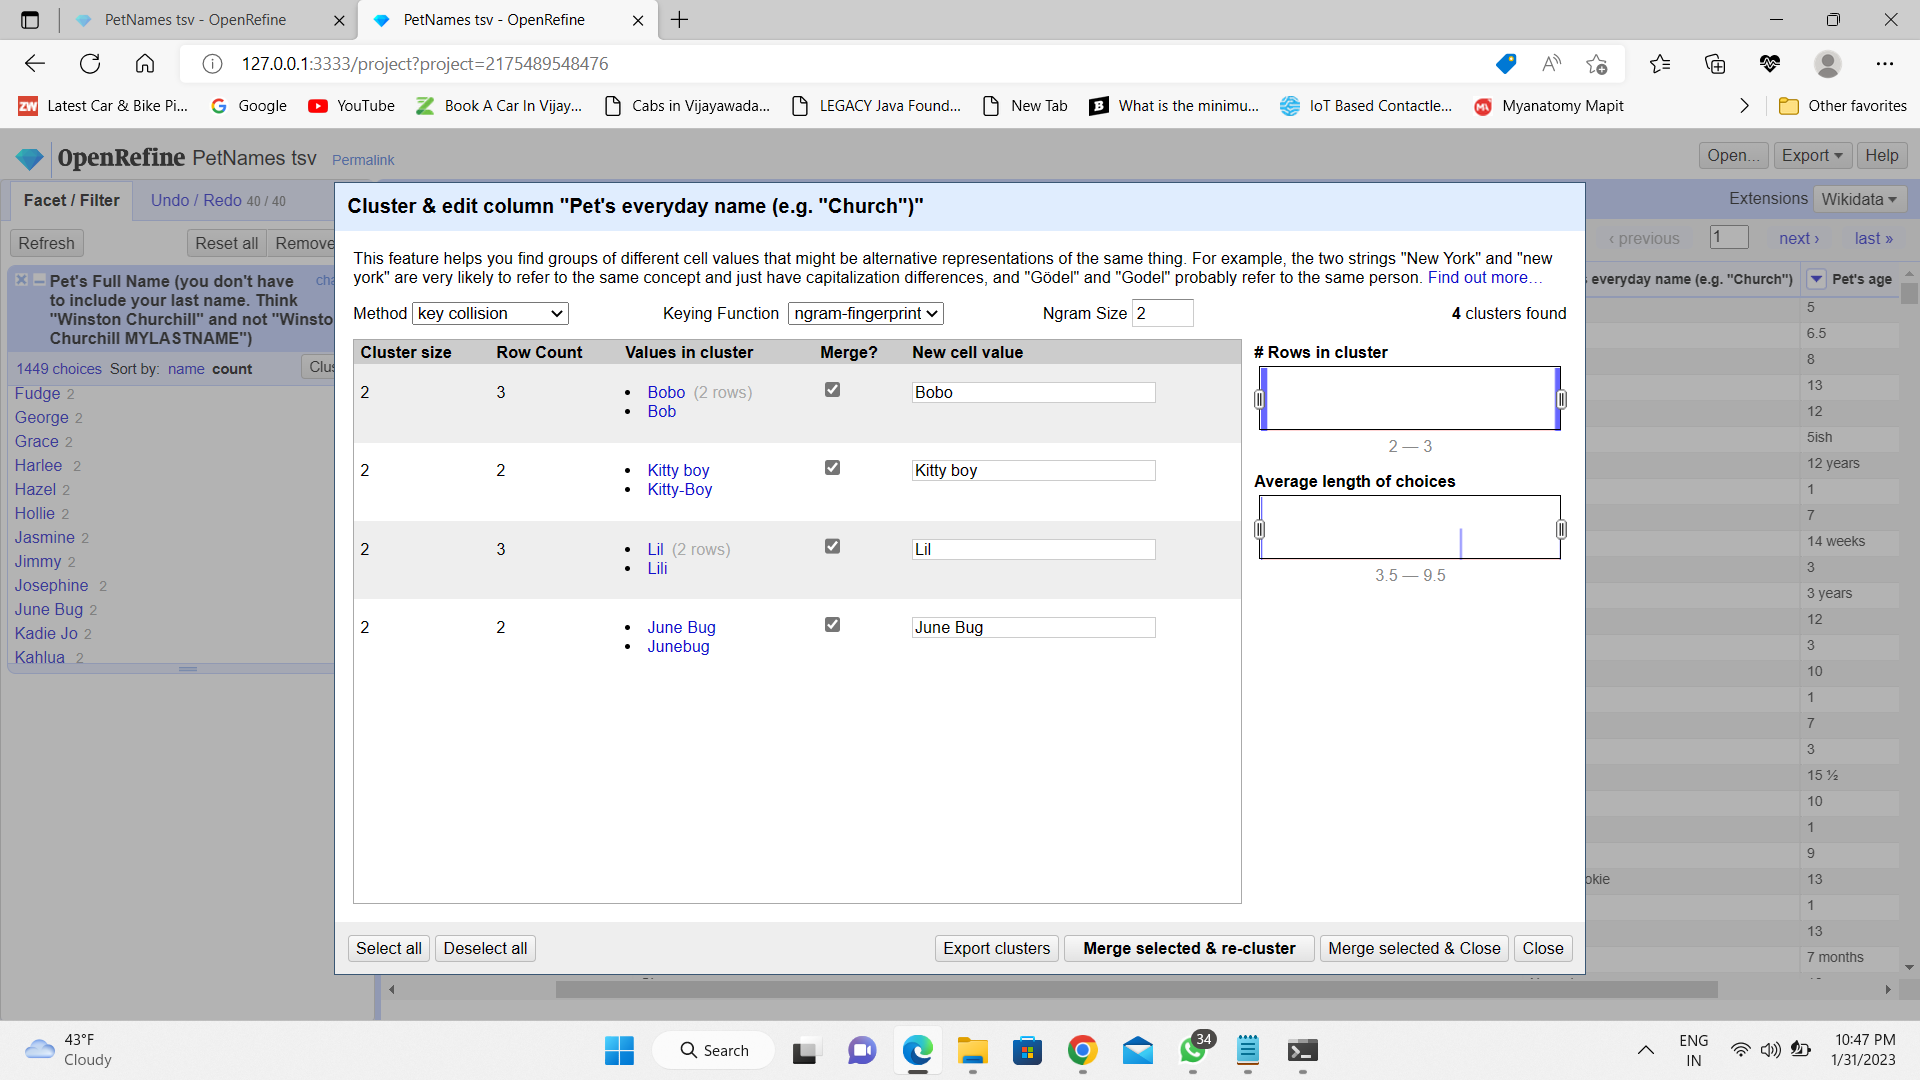 PetNames tsv - OpenRefine
PetNames tsv - OpenRefine
127.0.0.1:3333/project?project=2175489548476
Latest Car & Bike Pi...
Google
YouTube
Book A Car In Vijay...
Cabs in Vijayawada...
LEGACY Java Found...
New Tab
What is the minimu...
IoT Based Contactle...
Myanatomy Mapit
Other favorites
OpenRefine PetNames tsv Permalink
Open... Export Help
Facet / Filter Undo / Redo 40 / 40
Extensions Wikidata
Refresh Reset all Remove
‹ previous 1 next › last »
Pet's Full Name (you don't have
to include your last name. Think
"Winston Churchill" and not "Winsto
Churchill MYLASTNAME")
cha
1449 choices Sort by: name count Clus
Fudge 2
George 2
Grace 2
Harlee 2
Hazel 2
Hollie 2
Jasmine 2
Jimmy 2
Josephine 2
June Bug 2
Kadie Jo 2
Kahlua 2
Cluster & edit column "Pet's everyday name (e.g. "Church")"
This feature helps you find groups of different cell values that might be alternative representations of the same thing. For example, the two strings "New York" and "new
york" are very likely to refer to the same concept and just have capitalization differences, and "Gödel" and "Godel" probably refer to the same person. Find out more…
Method key collision Keying Function ngram-fingerprint Ngram Size 2 4 clusters found
Cluster size Row Count Values in cluster Merge? New cell value
2 3 • Bobo (2 rows) Bobo
• Bob
2 2 • Kitty boy Kitty boy
• Kitty-Boy
2 3 • Lil (2 rows) Lil
• Lili
2 2 • June Bug June Bug
• Junebug
# Rows in cluster
2 — 3
Average length of choices
3.5 — 9.5
Select all Deselect all Export clusters Merge selected & re-cluster Merge selected & Close Close
everyday name (e.g. "Church") Pet's age
5
6.5
8
13
12
5ish
12 years
1
7
14 weeks
3
3 years
12
3
10
1
7
3
15 ½
10
1
9
okie 13
1
13
7 months
43°F
Cloudy
Search
34
ENG
IN
10:47 PM
1/31/2023